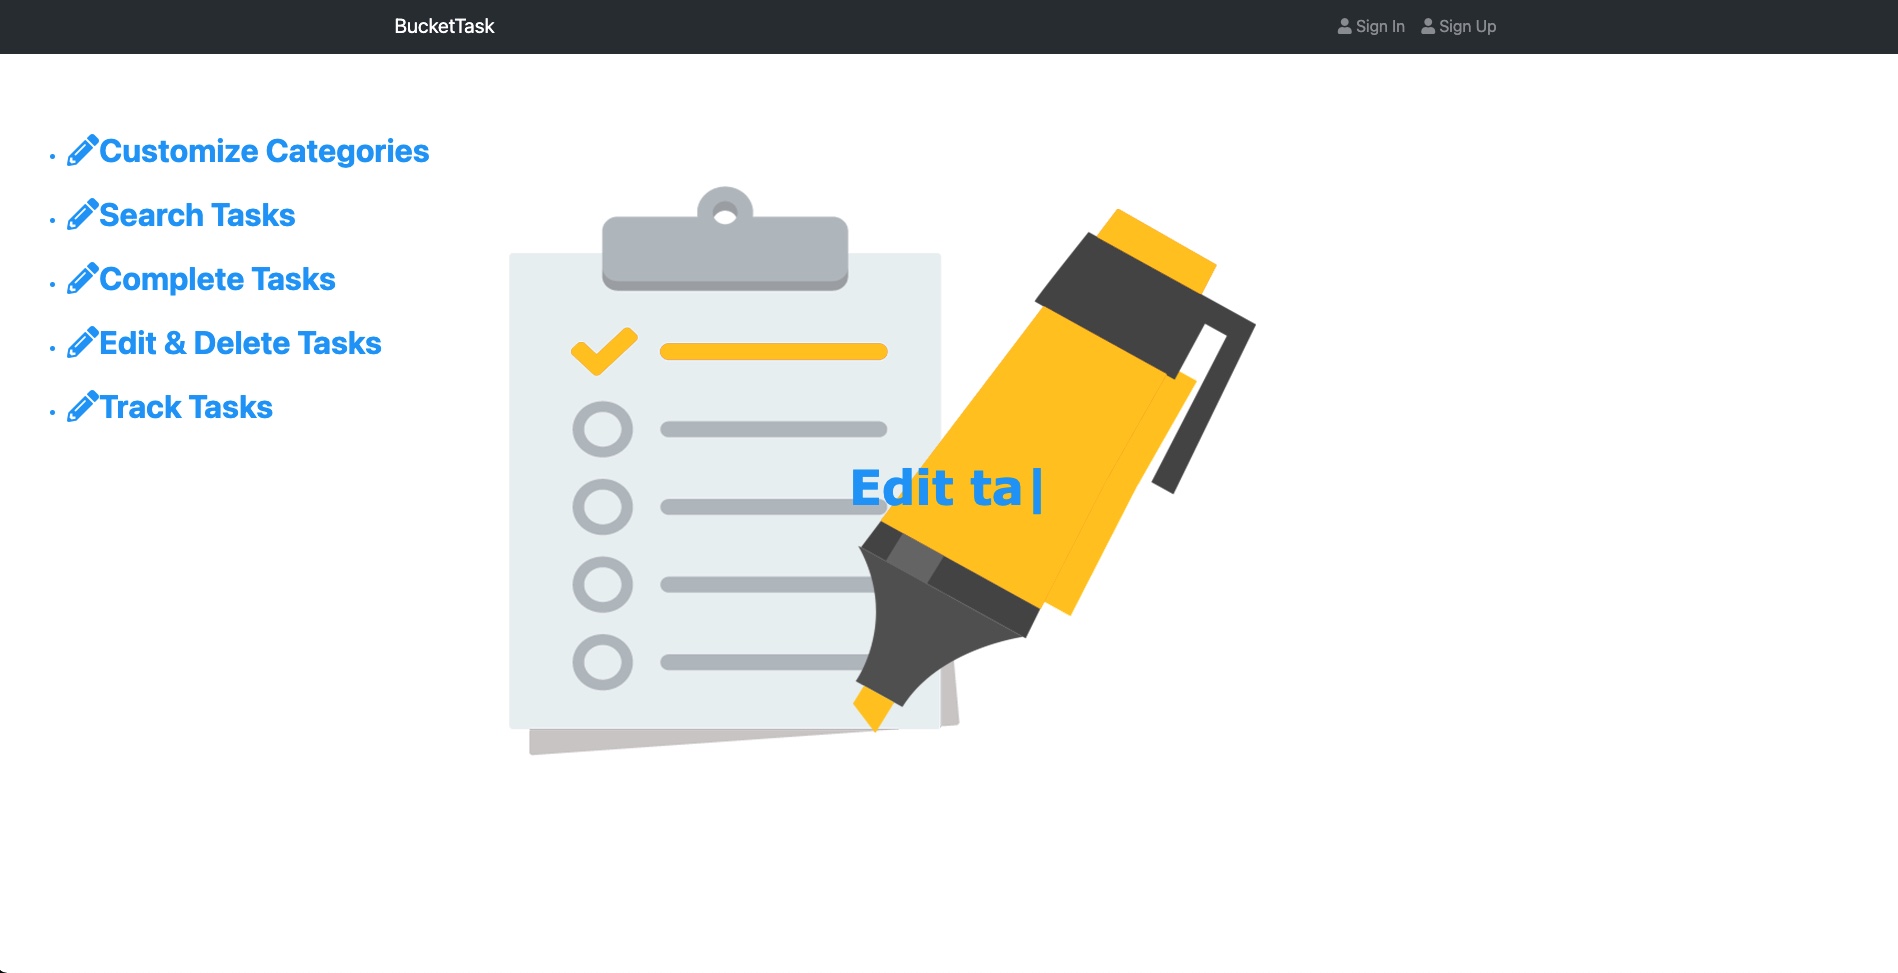 BucketTask
Sign In
Sign Up
Customize Categories
Search Tasks
Complete Tasks
Edit & Delete Tasks
Track Tasks
Edit ta|